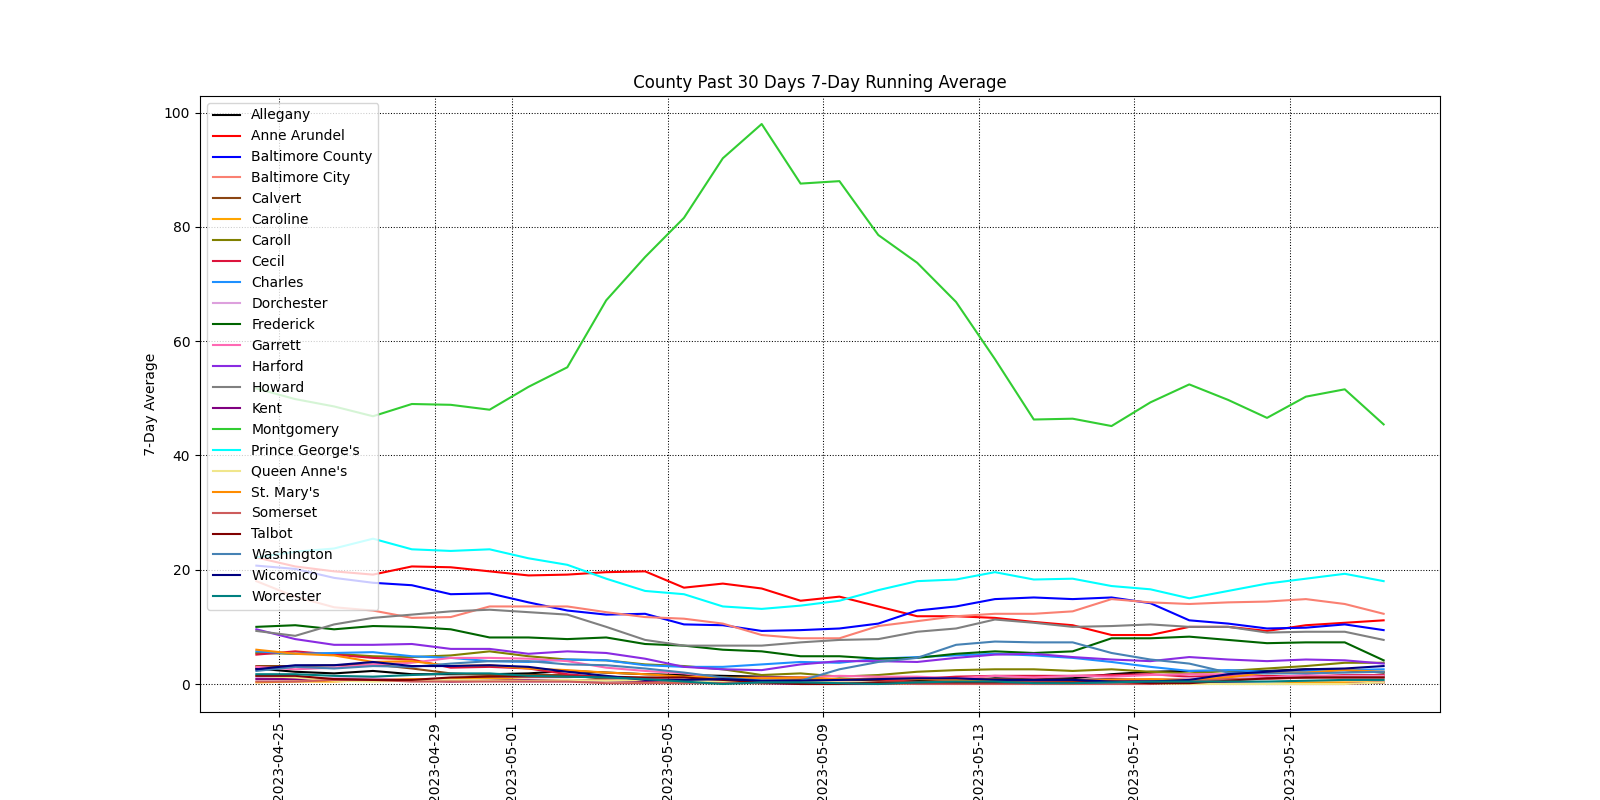 County Past 30 Days 7-Day Running Average
7-Day Average
100
80
60
40
20
0
Allegany
Anne Arundel
Baltimore County
Baltimore City
Calvert
Caroline
Caroll
Cecil
Charles
Dorchester
Frederick
Garrett
Harford
Howard
Kent
Montgomery
Prince George's
Queen Anne's
St. Mary's
Somerset
Talbot
Washington
Wicomico
Worcester
2023-04-25
2023-04-29
2023-05-01
2023-05-05
2023-05-09
2023-05-13
2023-05-17
2023-05-21